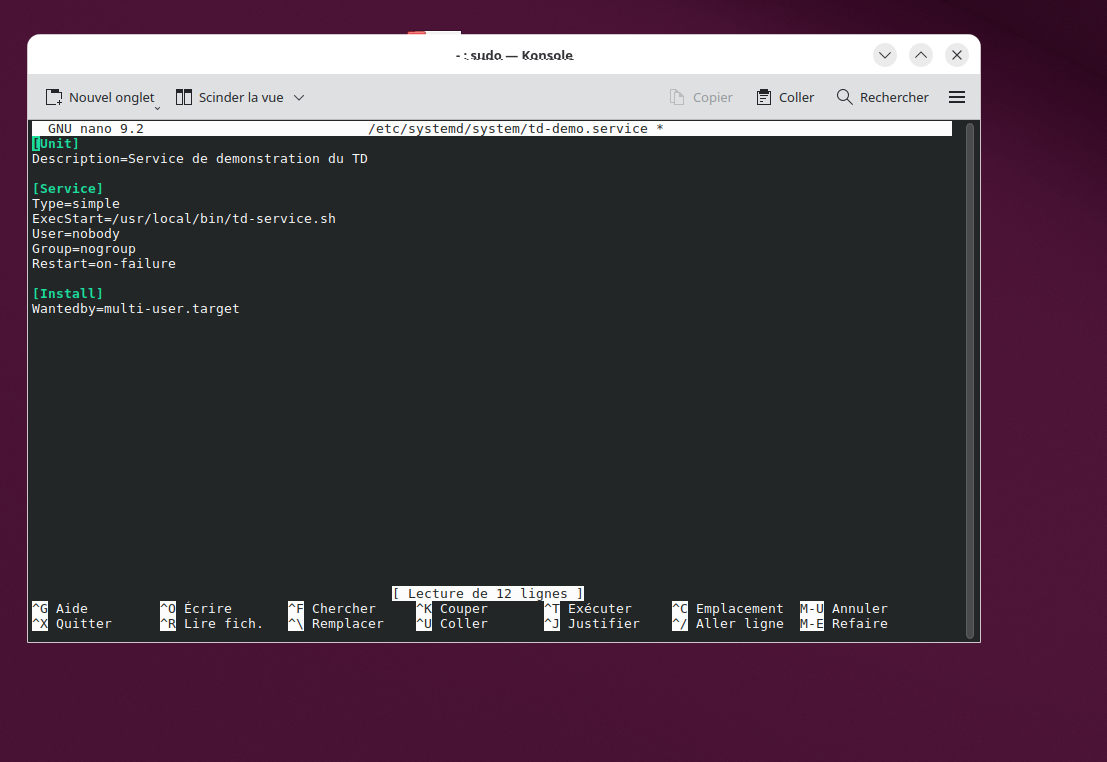 - : sudo — Konsole
Nouvel onglet Scinder la vue Copier Coller Rechercher
GNU nano 9.2 /etc/systemd/system/td-demo.service *
[Unit]
Description=Service de demonstration du TD
[Service]
Type=simple
ExecStart=/usr/local/bin/td-service.sh
User=nobody
Group=nogroup
Restart=on-failure
[Install]
Wantedby=multi-user.target
[ Lecture de 12 lignes ]
^G Aide ^O Écrire ^F Chercher ^K Couper ^T Exécuter ^C Emplacement M-U Annuler
^X Quitter ^R Lire fich. ^\ Remplacer ^U Coller ^J Justifier ^/ Aller ligne M-E Refaire